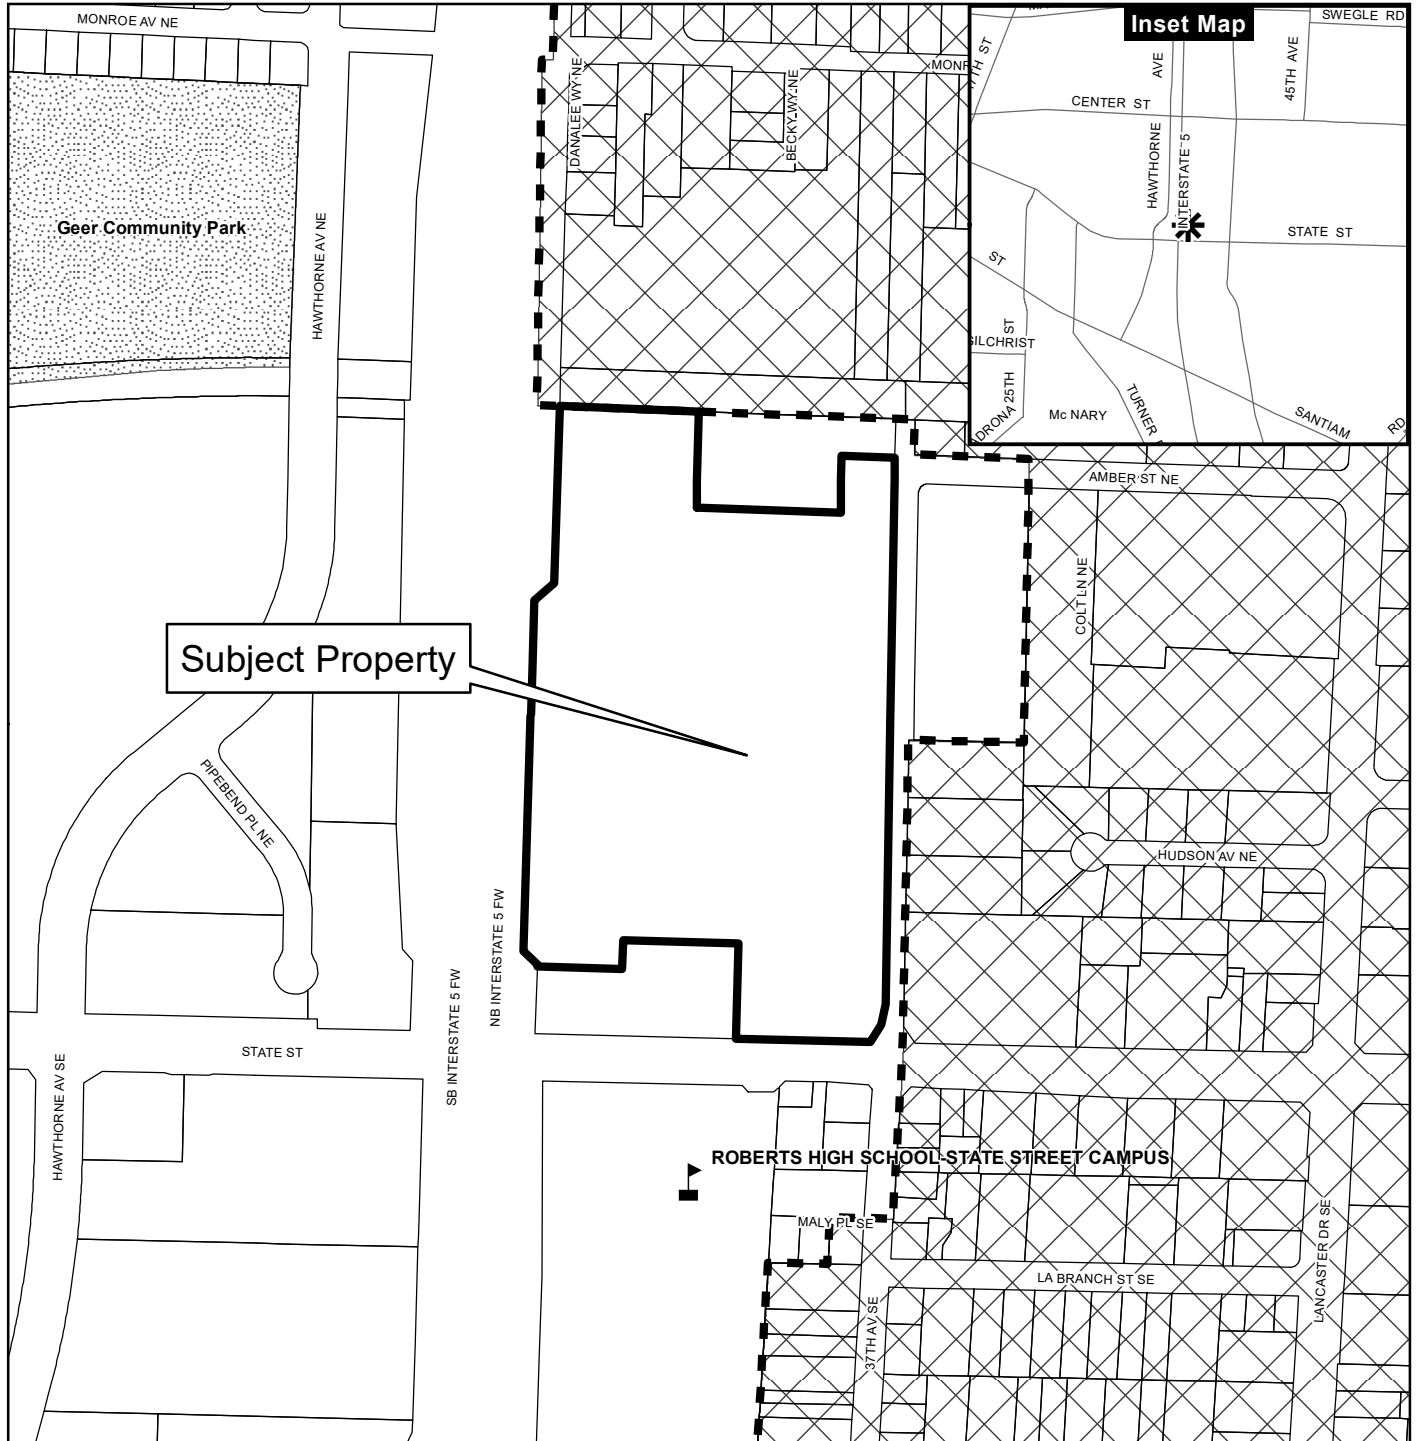 MONROE AV NE
Inset Map
SWEGLE RD
DANALEE WY NE
BECKY WY NE
AVE
45TH AVE
CENTER ST
HAWTHORNE
INTERSTATE 5
STATE ST
ST
ST
GILCHRIST
25TH
Mc NARY
TURNER
SANTIAM
RD
Geer Community Park
HAWTHORNE AV NE
AMBER ST NE
COLT LN NE
Subject Property
PIPEBEND PL NE
HUDSON AV NE
NB INTERSTATE 5 FW
SB INTERSTATE 5 FW
STATE ST
HAWTHORNE AV SE
ROBERTS HIGH SCHOOL-STATE STREET CAMPUS
MALY PL SE
LA BRANCH ST SE
LANCASTER DR SE
37TH AV SE